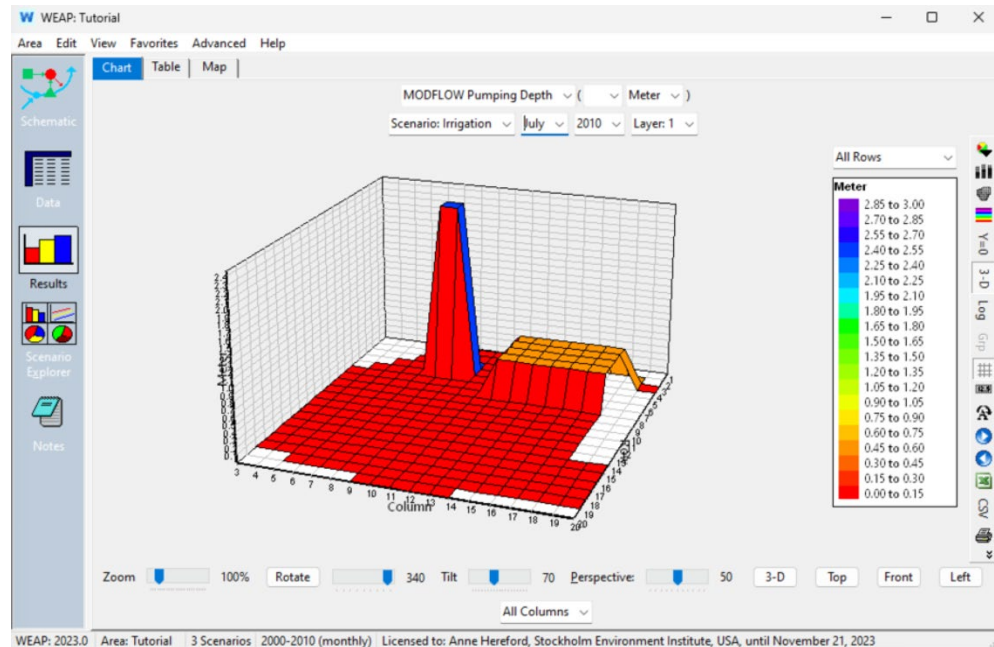 WEAP: Tutorial
Area Edit View Favorites Advanced Help
Chart Table Map
MODFLOW Pumping Depth ( Meter )
Scenario: Irrigation July 2010 Layer: 1
Schematic
Data
Results
Scenario
Explorer
Notes
All Rows
Meter
2.85 to 3.00
2.70 to 2.85
2.55 to 2.70
2.40 to 2.55
2.25 to 2.40
2.10 to 2.25
1.95 to 2.10
1.80 to 1.95
1.65 to 1.80
1.50 to 1.65
1.35 to 1.50
1.20 to 1.35
1.05 to 1.20
0.90 to 1.05
0.75 to 0.90
0.60 to 0.75
0.45 to 0.60
0.30 to 0.45
0.15 to 0.30
0.00 to 0.15
Y=0
3-D
Log
Grp
CSV
3 4 5 6 7 8 9 10 11 12 13 14 15 16 17 18 19 20
Column
Zoom 100% Rotate 340 Tilt 70 Perspective: 50 3-D Top Front Left
All Columns
WEAP: 2023.0 Area: Tutorial 3 Scenarios 2000-2010 (monthly) Licensed to: Anne Hereford, Stockholm Environment Institute, USA, until November 21, 2023